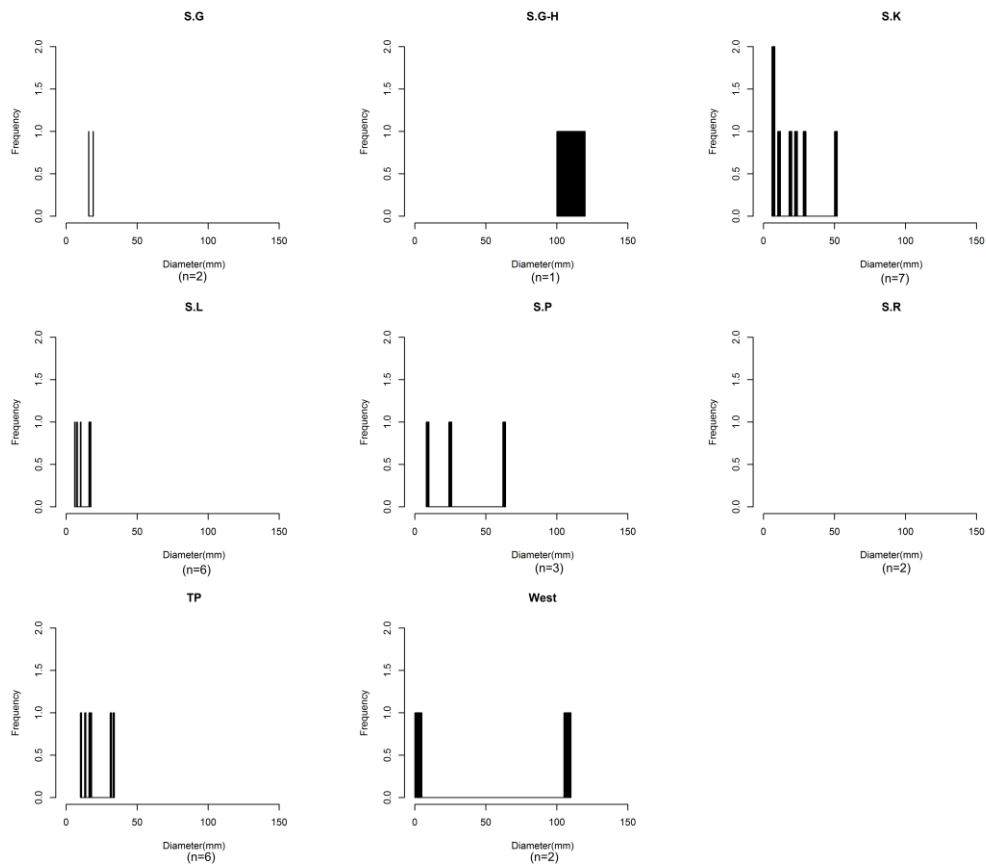 S.G
Frequency
0.0 0.5 1.0 1.5 2.0
0 50 100 150
Diameter(mm)
(n=2)
S.G-H
Frequency
0.0 0.5 1.0 1.5 2.0
0 50 100 150
Diameter(mm)
(n=1)
S.K
Frequency
0.0 0.5 1.0 1.5 2.0
0 50 100 150
Diameter(mm)
(n=7)
S.L
Frequency
0.0 0.5 1.0 1.5 2.0
0 50 100 150
Diameter(mm)
(n=6)
S.P
Frequency
0.0 0.5 1.0 1.5 2.0
0 50 100 150
Diameter(mm)
(n=3)
S.R
Frequency
0.0 0.5 1.0 1.5 2.0
0 50 100 150
Diameter(mm)
(n=2)
TP
Frequency
0.0 0.5 1.0 1.5 2.0
0 50 100 150
Diameter(mm)
(n=6)
West
Frequency
0.0 0.5 1.0 1.5 2.0
0 50 100 150
Diameter(mm)
(n=2)